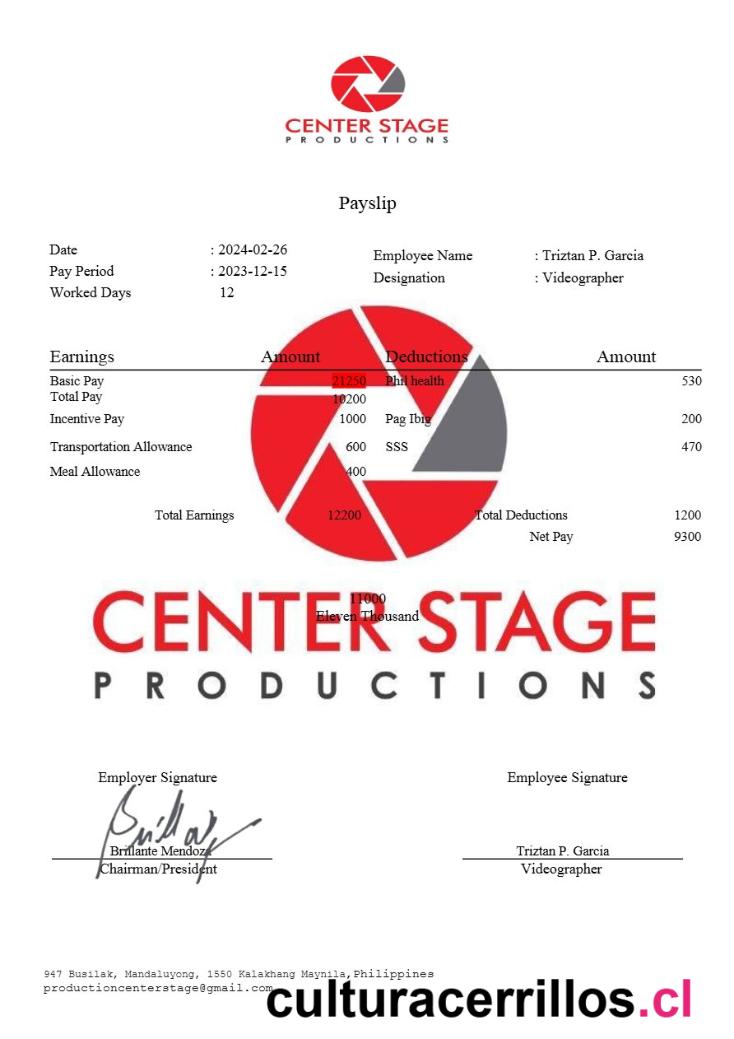 CENTER STAGE
PRODUCTIONS
Payslip
Date : 2024-02-26
Pay Period : 2023-12-15
Worked Days 12
Employee Name : Triztan P. Garcia
Designation : Videographer
Earnings Amount Deductions Amount
Basic Pay 21250 Phil health 530
Total Pay 10200
Incentive Pay 1000 Pag Ibig 200
Transportation Allowance 600 SSS 470
Meal Allowance 400
Total Earnings 12200 Total Deductions 1200
Net Pay 9300
11000
Eleven Thousand
CENTER STAGE
PRODUCTIONS
Employer Signature
Brillante Mendoza
Chairman/President
Employee Signature
Triztan P. Garcia
Videographer
947 Busilak, Mandaluyong, 1550 Kalakhang Maynila, Philippines
productioncenterstage@gmail.com
culturacerrillos.cl